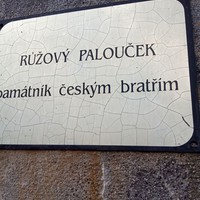 RŮŽOVÝ PALOUČEK
památník českým bratřím